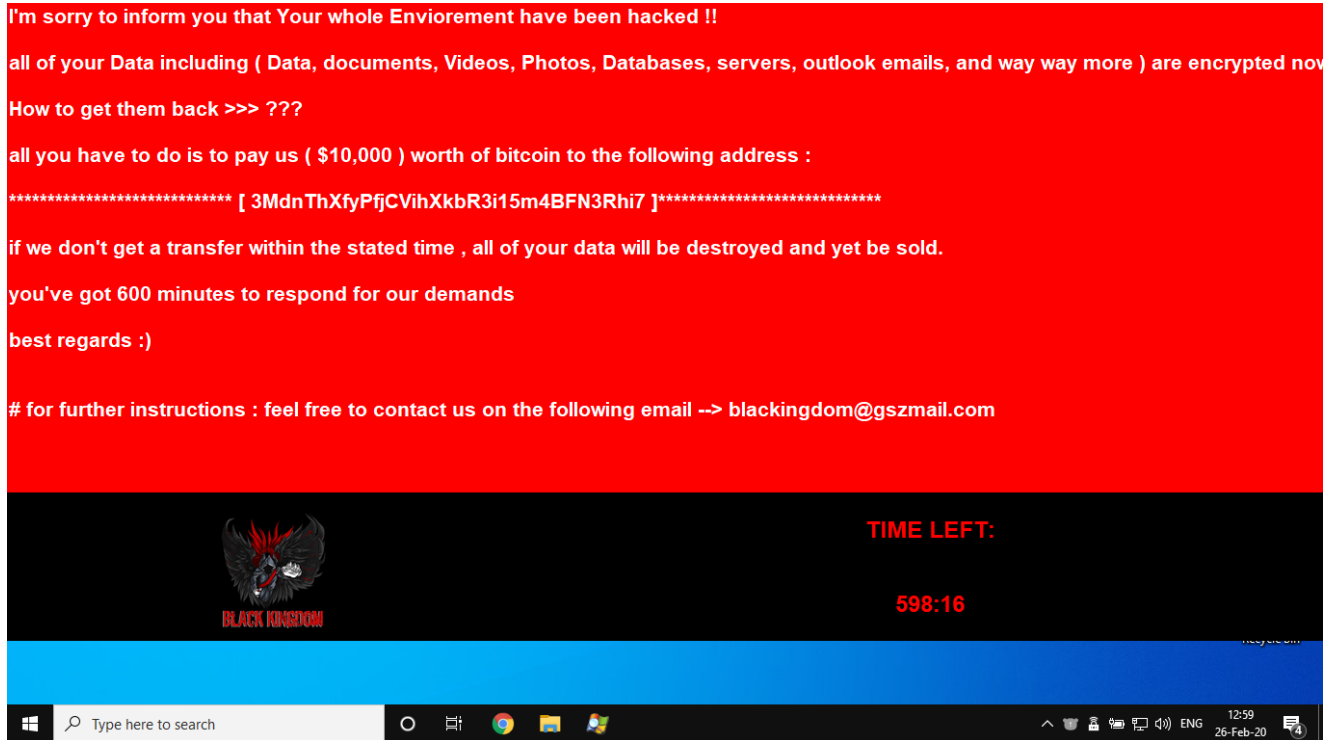 I'm sorry to inform you that Your whole Enviorement have been hacked !!
all of your Data including ( Data, documents, Videos, Photos, Databases, servers, outlook emails, and way way more ) are encrypted now
How to get them back >>> ???
all you have to do is to pay us ( $10,000 ) worth of bitcoin to the following address :
***************************** [ 3MdnThXfyPfjCVihXkbR3i15m4BFN3Rhi7 ]*****************************
if we don't get a transfer within the stated time , all of your data will be destroyed and yet be sold.
you've got 600 minutes to respond for our demands
best regards :)
# for further instructions : feel free to contact us on the following email --> blackingdom@gszmail.com
TIME LEFT:
598:16
BLACK KINGDOM
Recycle Bin
Type here to search
ENG
12:59
26-Feb-20
4